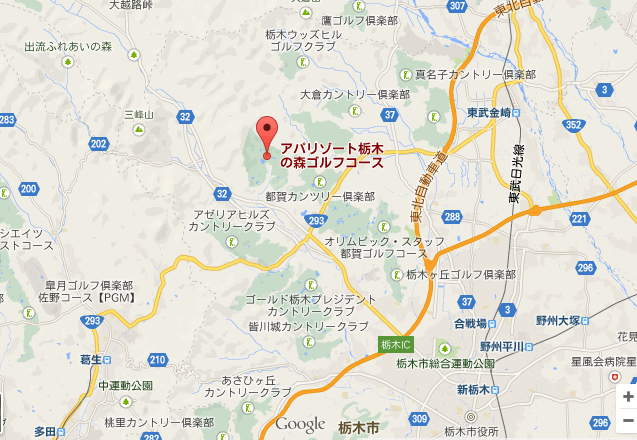 大越路峠
鷹ゴルフ倶楽部
307
東北自動
出流ふれあいの森
栃木ウッズヒル
ゴルフクラブ
真名子カントリー倶楽部
大倉カントリー倶楽部
3
三峰山
32
37
東武金崎
283
アパリゾート栃木
の森ゴルフコース
352
202
東北自動車道
東武日光線
32
都賀カンツリー倶楽部
3
アゼリアヒルズ
カントリークラブ
293
288
221
シエイツ
ストコース
オリムピック・スタッフ
都賀ゴルフコース
296
栃木ヶ丘ゴルフ倶楽部
皐月ゴルフ倶楽部
佐野コース【PGM】
ゴールド栃木プレジデント
カントリークラブ
37
293
皆川城カントリークラブ
合戦場
野州大塚
栃木IC
野州平川
花見
葛生
210
栃木市総合運動公園
星風会病院星
中運動公園
あさひヶ丘
カントリークラブ
新栃木
296
多田
桃里カントリー倶楽部
282
Google
栃木市
309
栃木市役所
11